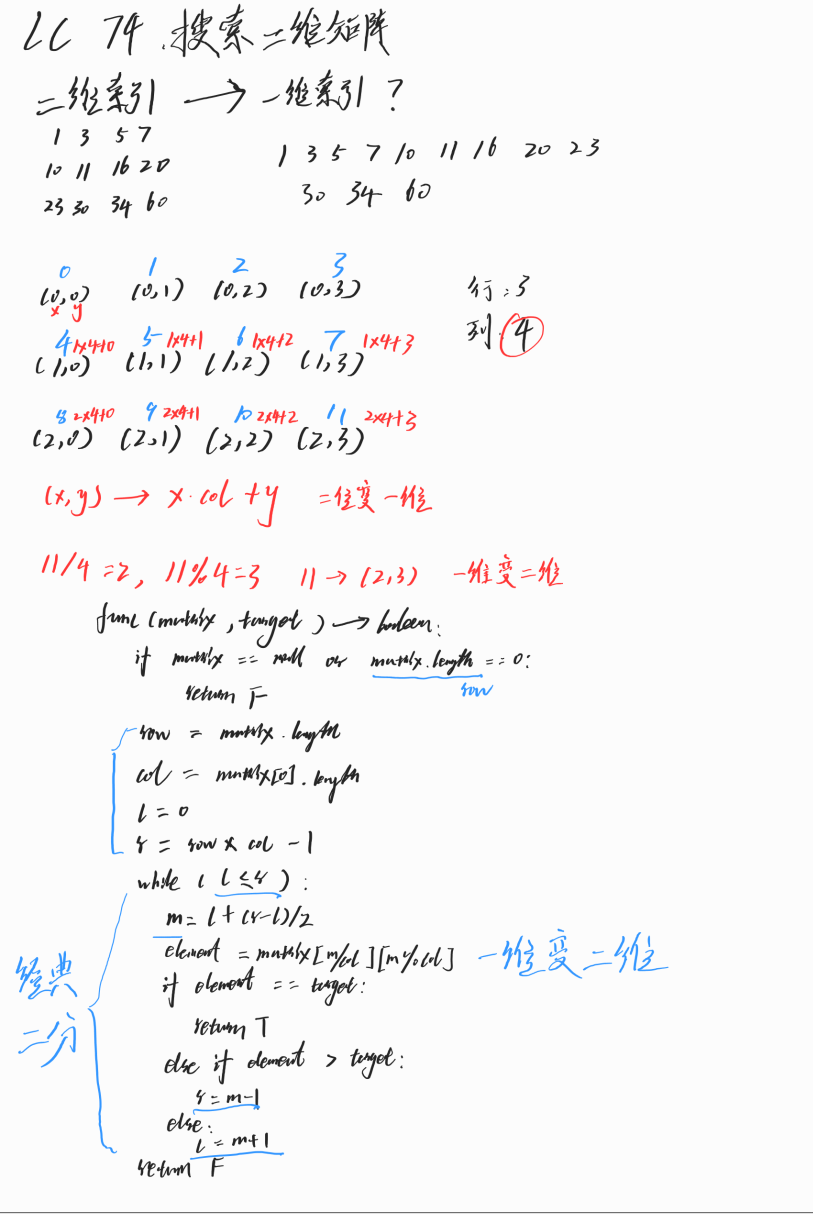 LC 74.搜索二维矩阵
二维索引 → 一维索引?
1 3 5 7
10 11 16 20
23 30 34 60
1 3 5 7 10 11 16 20 23
30 34 60
0 1 2 3
(0,0) (0,1) (0,2) (0,3)
x y
行:3
列:4
4 1x4+0 5 1x4+1 6 1x4+2 7 1x4+3
(1,0) (1,1) (1,2) (1,3)
8 2x4+0 9 2x4+1 10 2x4+2 11 2x4+3
(2,0) (2,1) (2,2) (2,3)
(x,y) → x·col+y 二维变一维
11/4=2, 11%4=3 11→(2,3) 一维变二维
func(matrix, target) → boolean:
if matrix == null or matrix.length == 0:
row
return F
row = matrix.length
col = matrix[0].length
l = 0
r = row x col - 1
while (l≤r):
m = l+(r-l)/2
element = matrix[m/col][m%col] 一维变二维
if element == target:
return T
else if element > target:
r = m-1
else:
l = m+1
return F
经典
二分